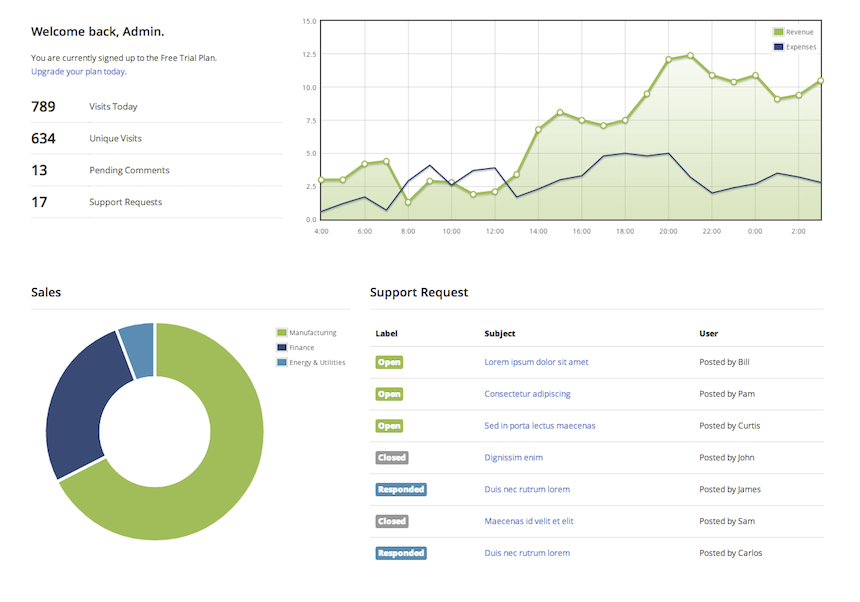 Welcome back, Admin.
You are currently signed up to the Free Trial Plan.
Upgrade your plan today.
789 Visits Today
634 Unique Visits
13 Pending Comments
17 Support Requests
15.0
12.5
10.0
7.5
5.0
2.5
0.0
4:00 6:00 8:00 10:00 12:00 14:00 16:00 18:00 20:00 22:00 0:00 2:00
Revenue
Expenses
Sales
Manufacturing
Finance
Energy & Utilities
Support Request
Label Subject User
Open Lorem ipsum dolor sit amet Posted by Bill
Open Consectetur adipiscing Posted by Pam
Open Sed in porta lectus maecenas Posted by Curtis
Closed Dignissim enim Posted by John
Responded Duis nec rutrum lorem Posted by James
Closed Maecenas id velit et elit Posted by Sam
Responded Duis nec rutrum lorem Posted by Carlos